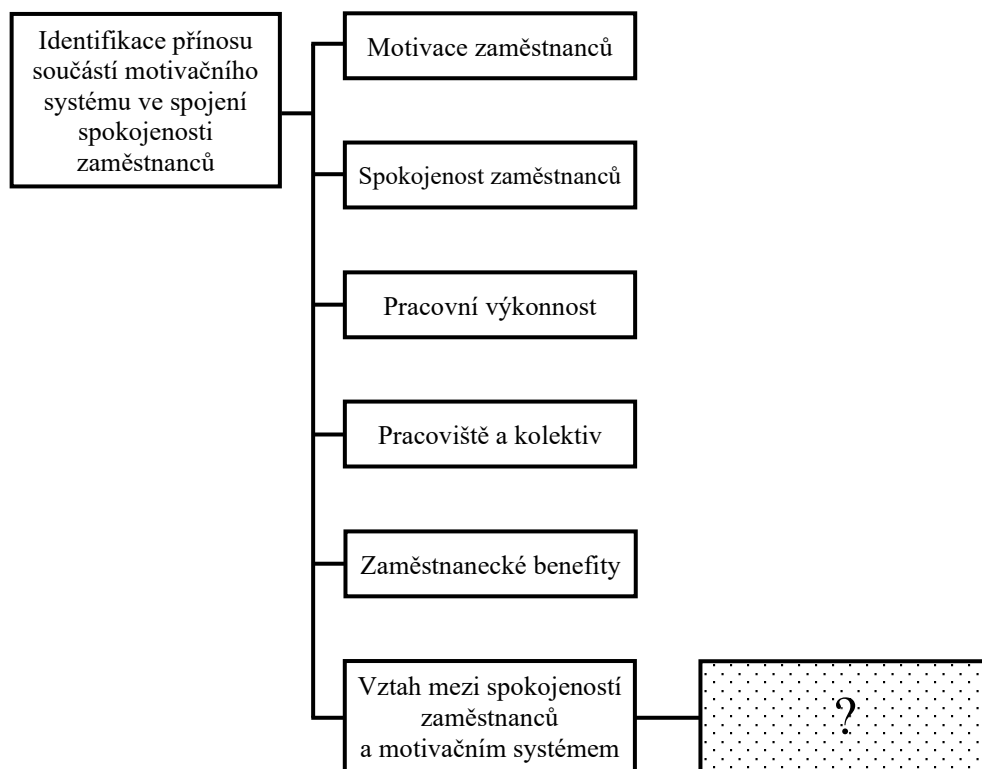 Identifikace přínosu
součástí motivačního
systému ve spojení
spokojenosti
zaměstnanců
Motivace zaměstnanců
Spokojenost zaměstnanců
Pracovní výkonnost
Pracoviště a kolektiv
Zaměstnanecké benefity
Vztah mezi spokojeností
zaměstnanců
a motivačním systémem
?